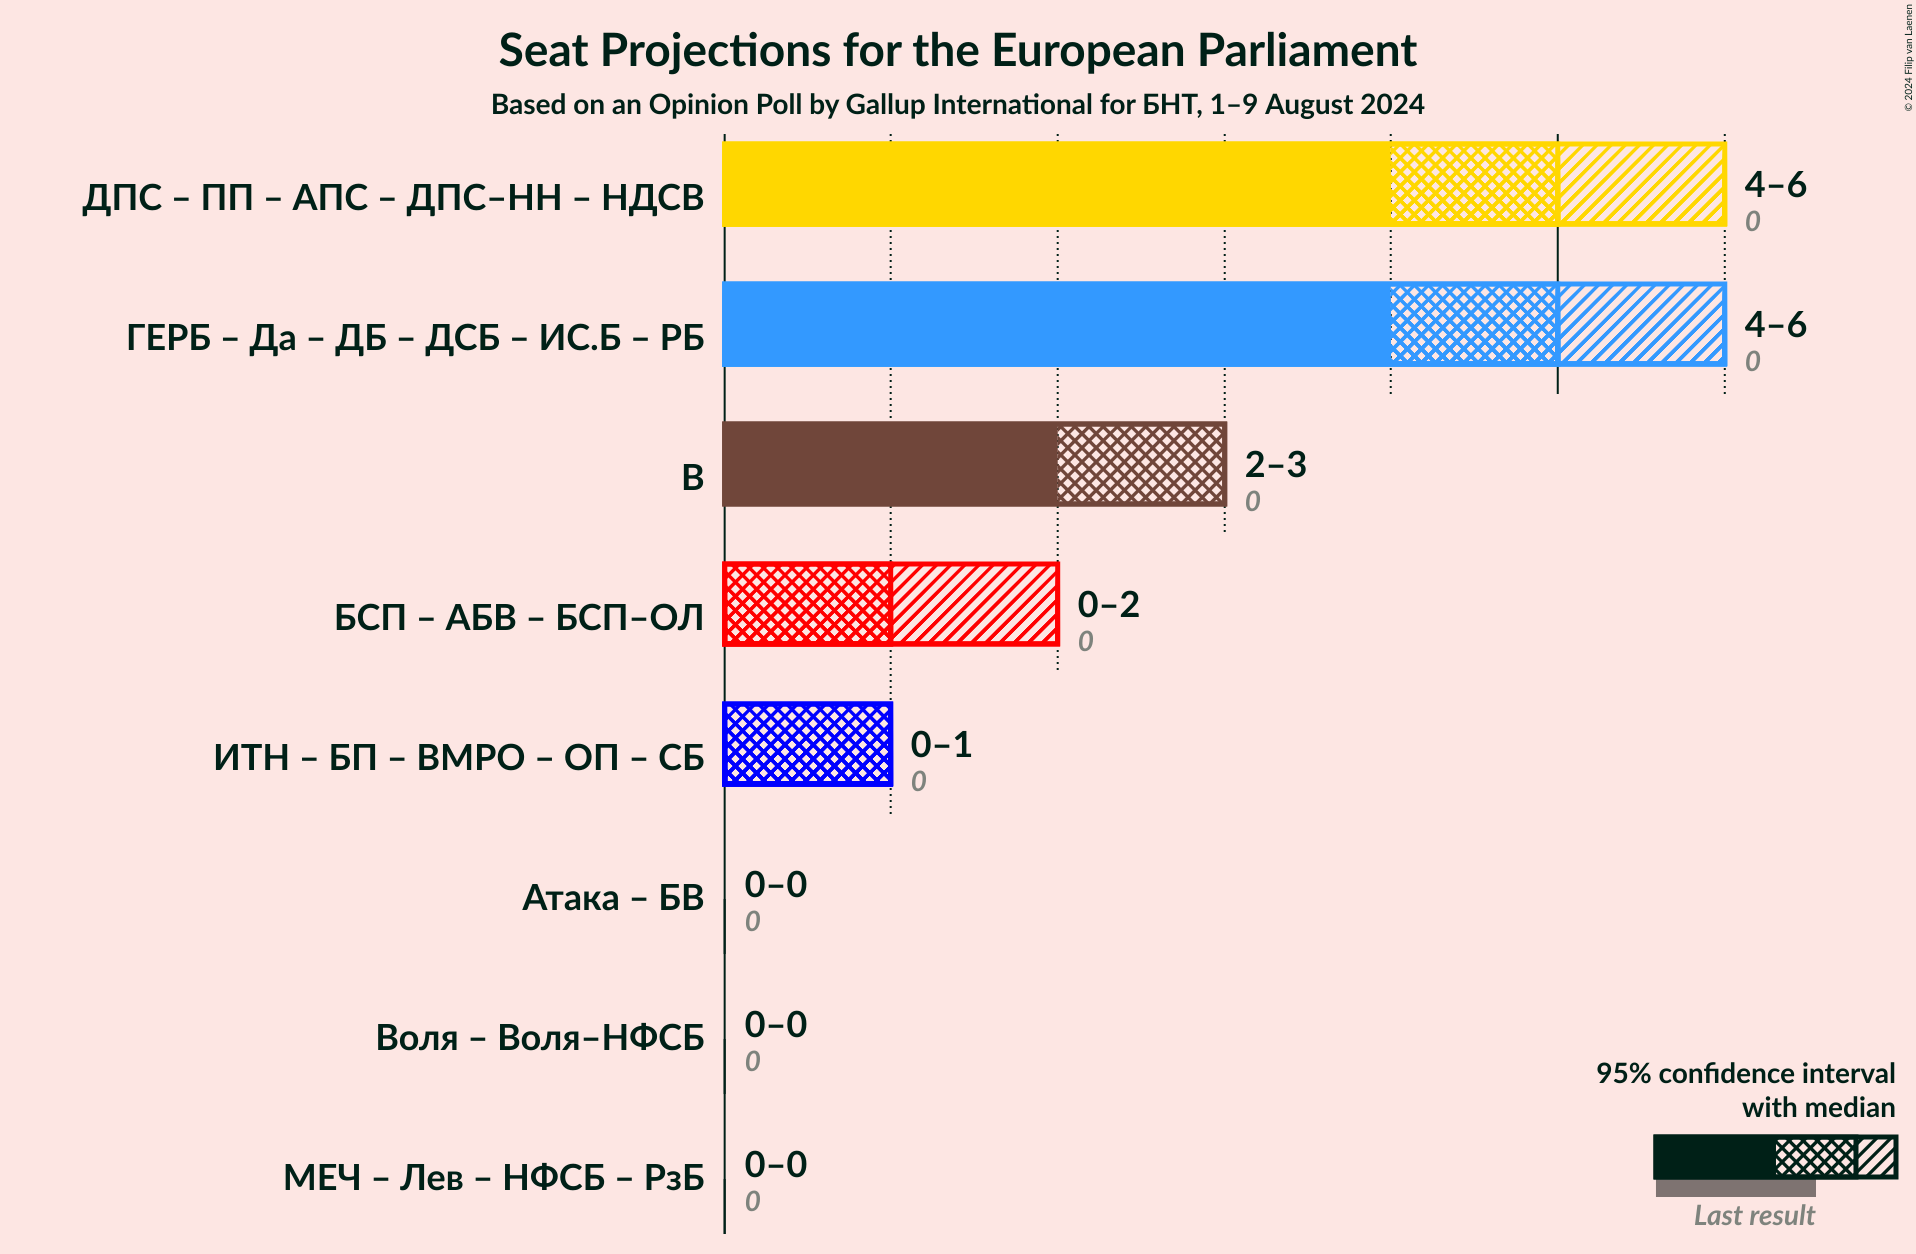 Seat Projections for the European Parliament
Based on an Opinion Poll by Gallup International for БНТ, 1–9 August 2024
© 2024 Filip van Laenen
ДПС – ПП – АПС – ДПС–НН – НДСВ
4–6
0
ГЕРБ – Да – ДБ – ДСБ – ИС.Б – РБ
4–6
0
В
2–3
0
БСП – АБВ – БСП–ОЛ
0–2
0
ИТН – БП – ВМРО – ОП – СБ
0–1
0
Атака – БВ
0–0
0
Воля – Воля–НФСБ
0–0
0
МЕЧ – Лев – НФСБ – РзБ
0–0
0
95% confidence interval
with median
Last result